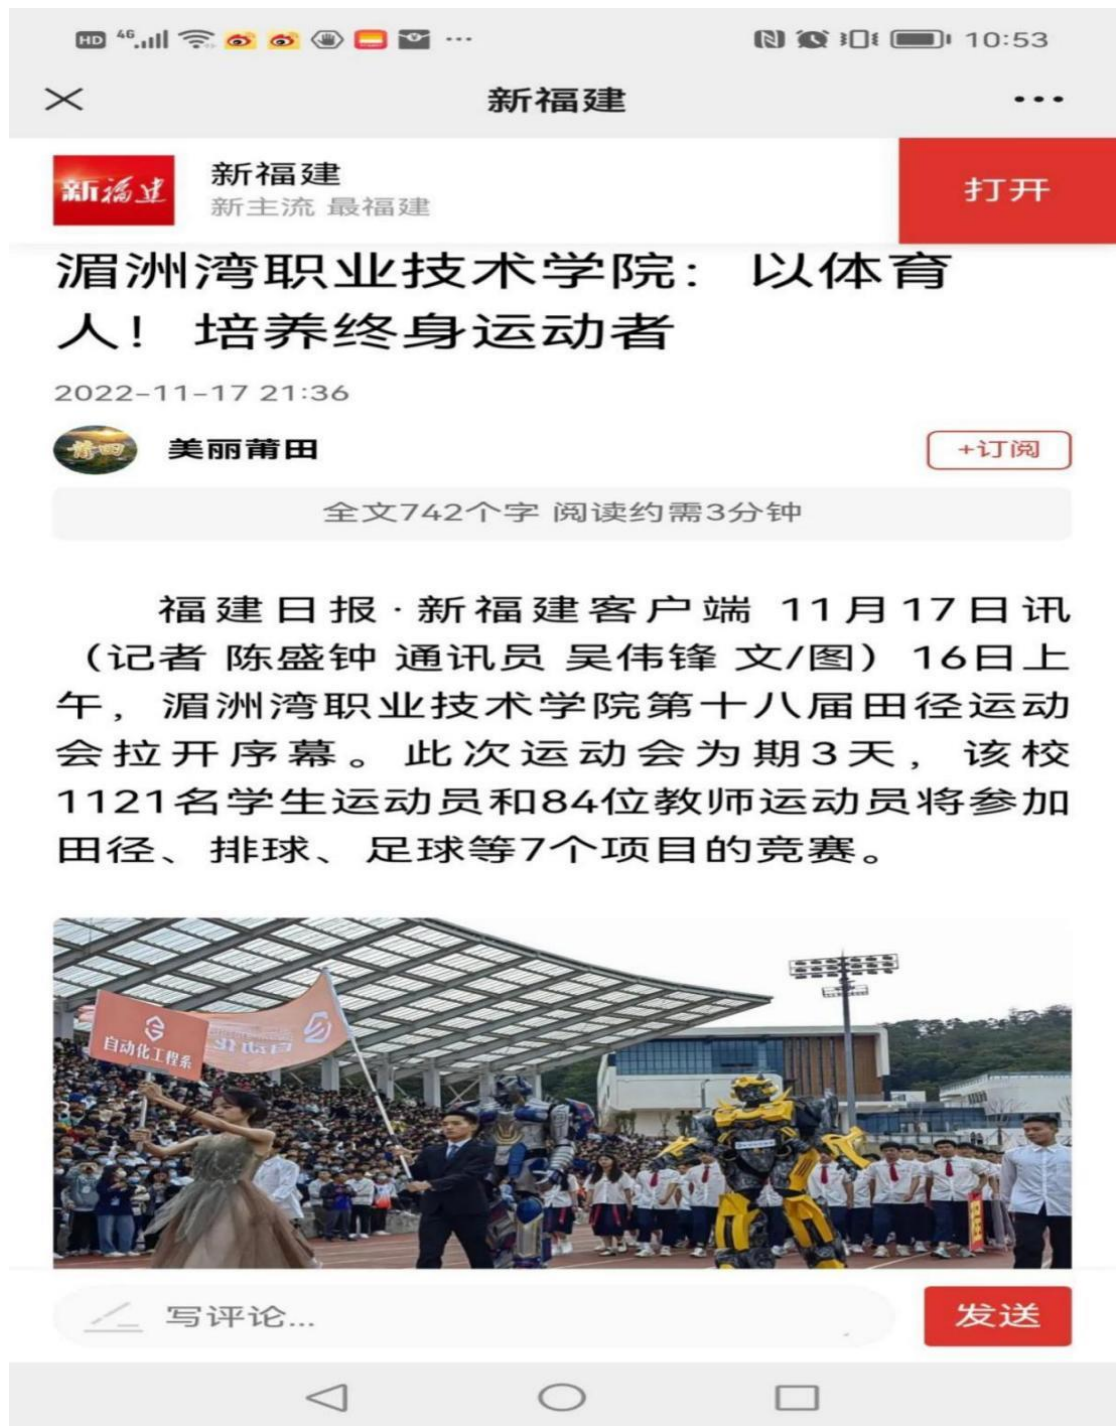 HD 4G 10:53
新福建
新福建
新福建
新主流 最福建
打开
湄洲湾职业技术学院： 以体育
人！ 培养终身运动者
2022-11-17 21:36
莆田
美丽莆田
+订阅
全文742个字 阅读约需3分钟
福建日报·新福建客户端 11月17日讯
（记者 陈盛钟 通讯员 吴伟锋 文/图）16日上
午，湄洲湾职业技术学院第十八届田径运动
会拉开序幕。此次运动会为期3天，该校
1121名学生运动员和84位教师运动员将参加
田径、排球、足球等7个项目的竞赛。
自动化工程系
写评论...
发送